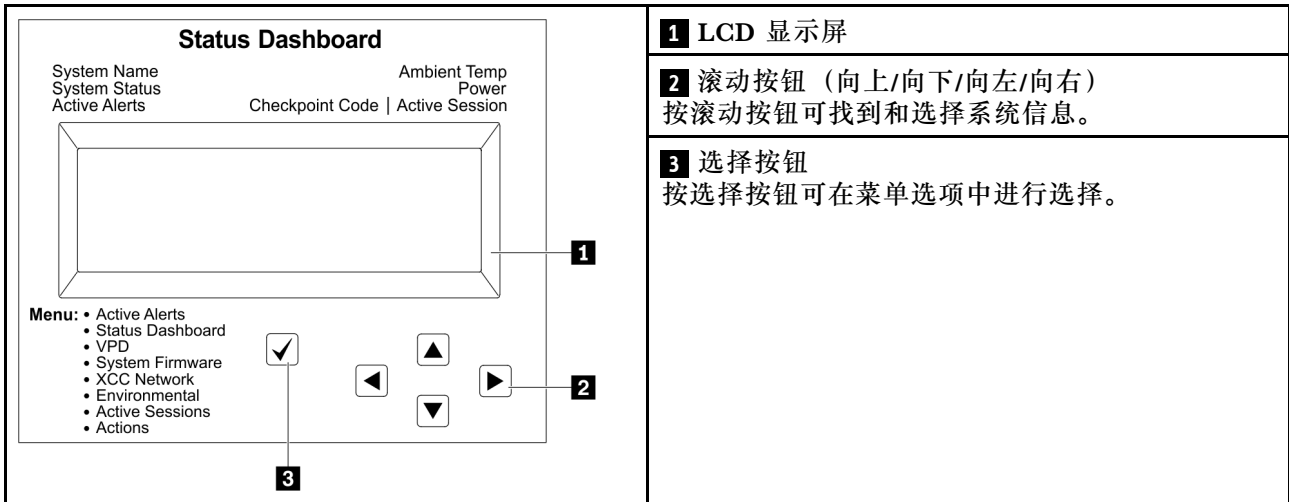 Status Dashboard
System Name
System Status
Active Alerts
Ambient Temp
Power
Checkpoint Code | Active Session
1
Menu: • Active Alerts
• Status Dashboard
• VPD
• System Firmware
• XCC Network
• Environmental
• Active Sessions
• Actions
2
3
1 LCD 显示屏
2 滚动按钮（向上/向下/向左/向右）
按滚动按钮可找到和选择系统信息。
3 选择按钮
按选择按钮可在菜单选项中进行选择。